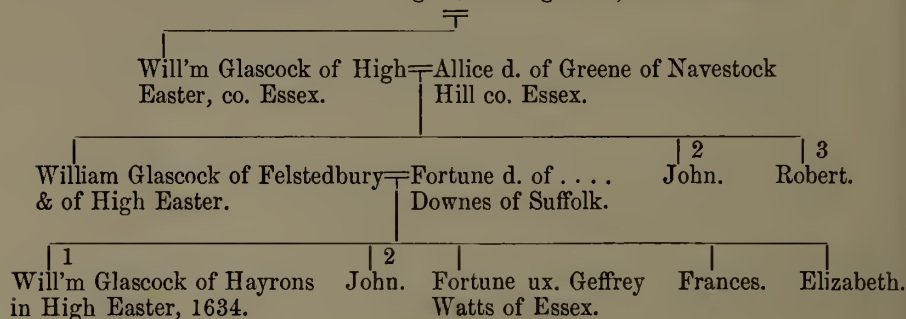 Will'm Glascock of High Allice d. of Greene of Navestock
Easter, co. Essex. Hill co. Essex.
2 3
William Glascock of Felstedbury Fortune d. of . . . . John. Robert.
& of High Easter. Downes of Suffolk.
1 2
Will'm Glascock of Hayrons John. Fortune ux. Geffrey Frances. Elizabeth.
in High Easter, 1634. Watts of Essex.